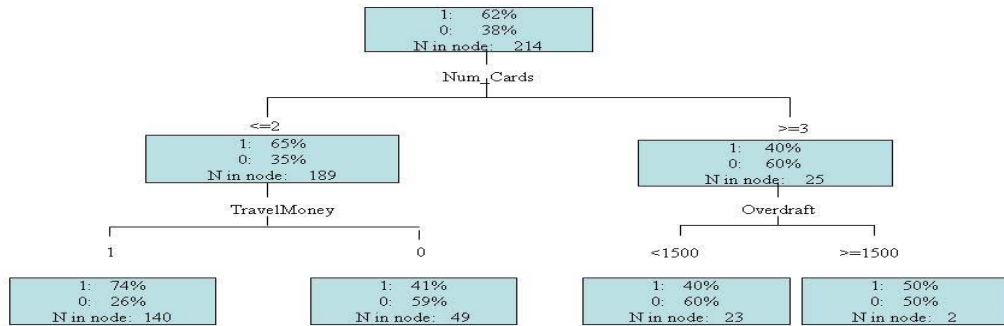 1: 62%
0: 38%
N in node: 214
Num_Cards
<=2
>=3
1: 65%
0: 35%
N in node: 189
1: 40%
0: 60%
N in node: 25
TravelMoney
Overdraft
1
0
<1500
>=1500
1: 74%
0: 26%
N in node: 140
1: 41%
0: 59%
N in node: 49
1: 40%
0: 60%
N in node: 23
1: 50%
0: 50%
N in node: 2